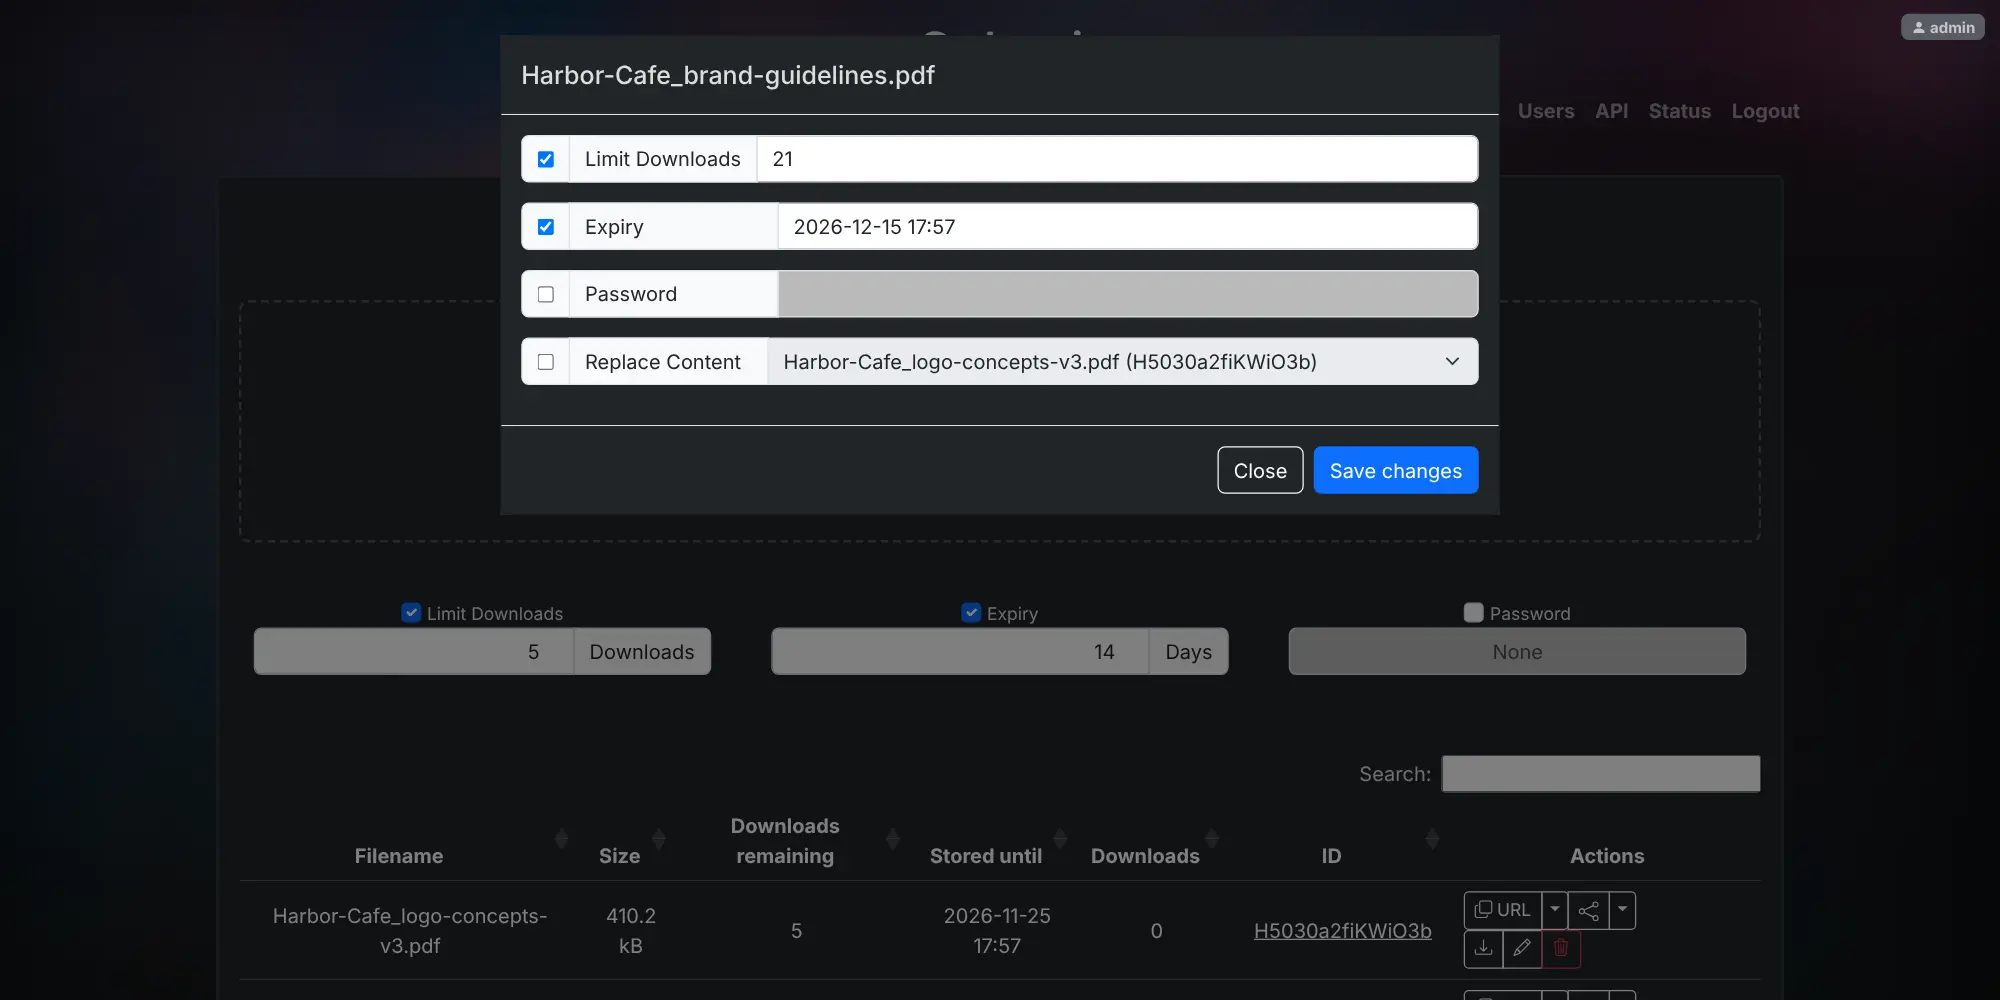 admin
Users API Status Logout
Harbor-Cafe_brand-guidelines.pdf
Limit Downloads 21
Expiry 2026-12-15 17:57
Password
Replace Content Harbor-Cafe_logo-concepts-v3.pdf (H5030a2fiKWiO3b)
Close Save changes
Limit Downloads Expiry Password
5 Downloads 14 Days None
Search:
Downloads
Filename Size remaining Stored until Downloads ID Actions
Harbor-Cafe_logo-concepts- 410.2 2026-11-25 URL
v3.pdf kB 5 17:57 0 H5030a2fiKWiO3b